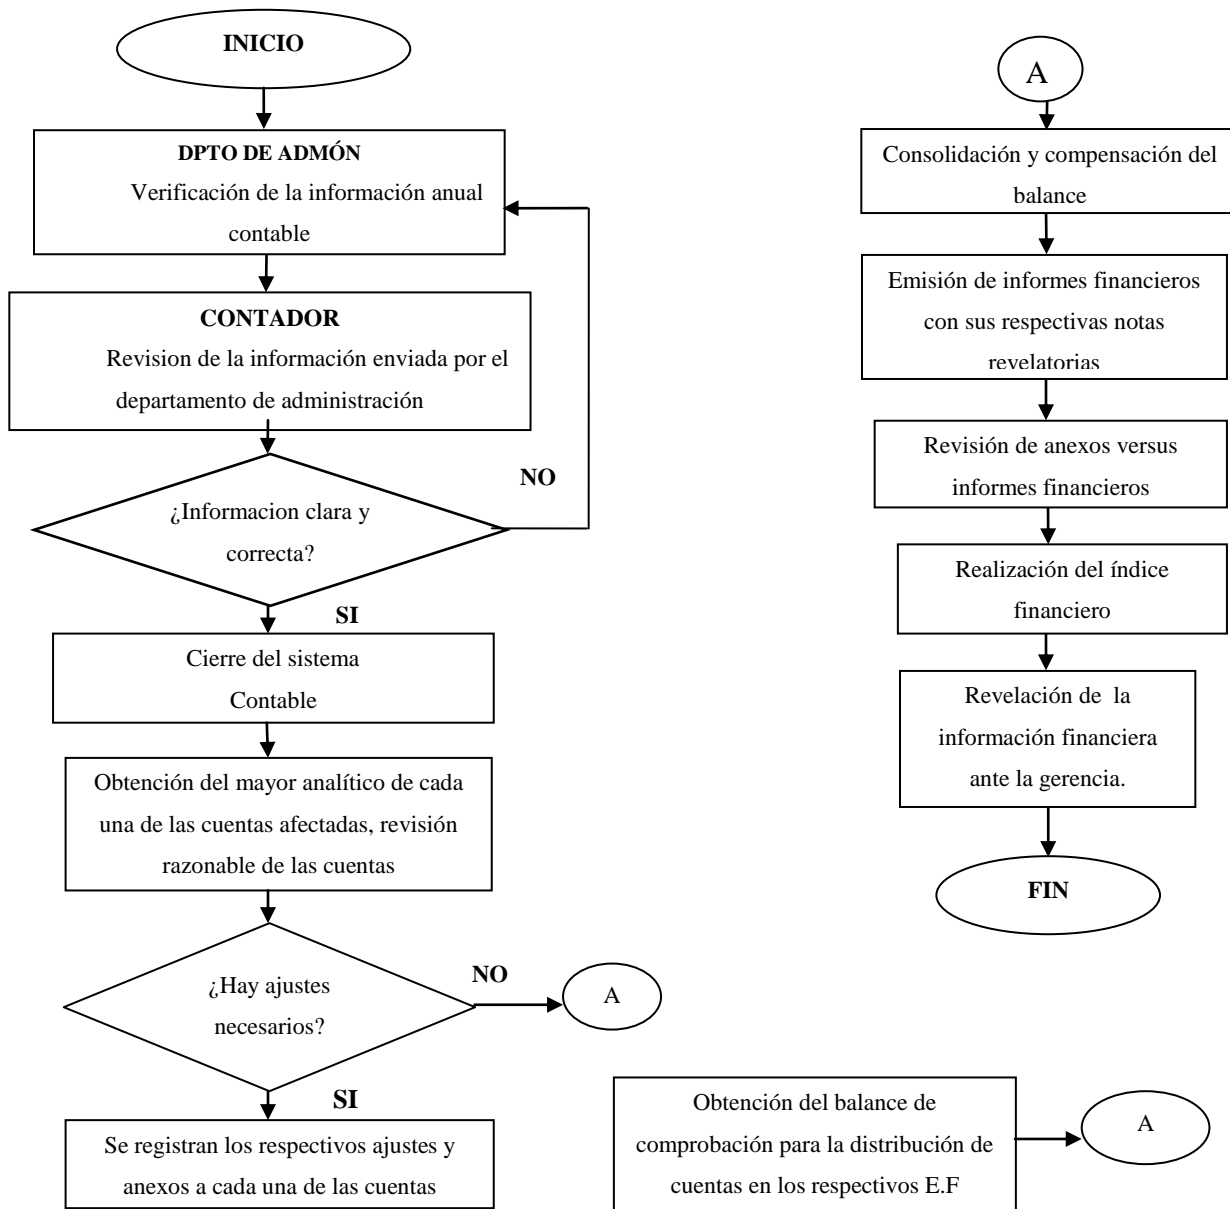 INICIO
DPTO DE ADMÓN
Verificación de la información anual
contable
CONTADOR
Revision de la información enviada por el
departamento de administración
NO
¿Informacion clara y
correcta?
SI
Cierre del sistema
Contable
Obtención del mayor analítico de cada
una de las cuentas afectadas, revisión
razonable de las cuentas
¿Hay ajustes
necesarios?
NO
A
SI
Se registran los respectivos ajustes y
anexos a cada una de las cuentas
Obtención del balance de
comprobación para la distribución de
cuentas en los respectivos E.F
A
A
Consolidación y compensación del
balance
Emisión de informes financieros
con sus respectivas notas
revelatorias
Revisión de anexos versus
informes financieros
Realización del índice
financiero
Revelación de  la
información financiera
ante la gerencia.
FIN